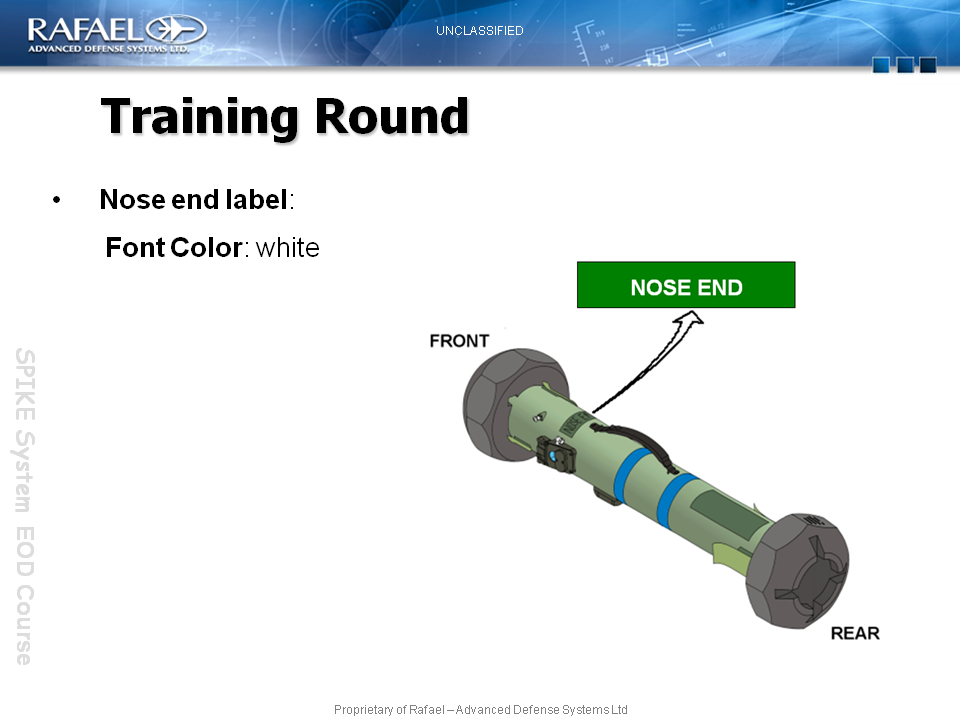 RAFAEL
ADVANCED DEFENSE SYSTEMS LTD.
UNCLASSIFIED
Training Round
• Nose end label:
Font Color: white
NOSE END
FRONT
REAR
SPIKE System EOD Course
Proprietary of Rafael – Advanced Defense Systems Ltd